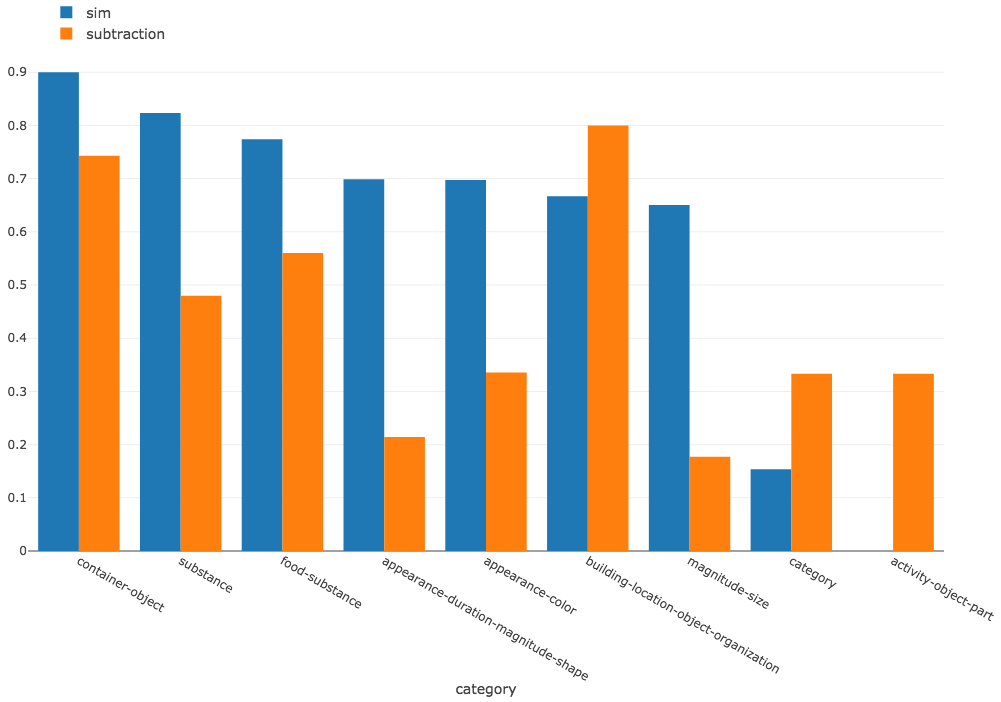 sim
subtraction
0.9
0.8
0.7
0.6
0.5
0.4
0.3
0.2
0.1
0
container-object
substance
food-substance
appearance-duration-magnitude-shape
appearance-color
building-location-object-organization
magnitude-size
category
activity-object-part
category